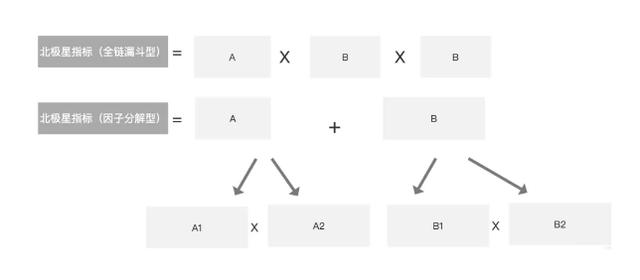 北极星指标（全链漏斗型） = A X B X B
北极星指标（因子分解型） = A + B
A1 X A2 B1 X B2